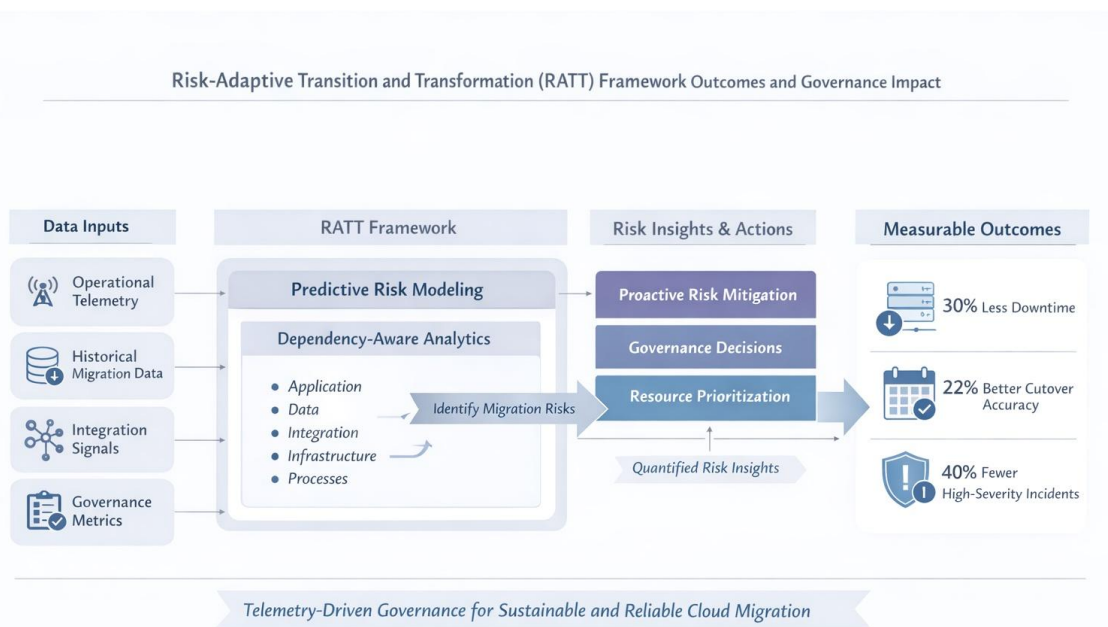 Risk-Adaptive Transition and Transformation (RATT) Framework Outcomes and Governance Impact
Data Inputs
Operational
Telemetry
Historical
Migration Data
Integration
Signals
Governance
Metrics
RATT Framework
Predictive Risk Modeling
Dependency-Aware Analytics
• Application
• Data
• Integration
• Infrastructure
• Processes
Identify Migration Risks
Risk Insights & Actions
Proactive Risk Mitigation
Governance Decisions
Resource Prioritization
Quantified Risk Insights
Measurable Outcomes
30% Less Downtime
22% Better Cutover
Accuracy
40% Fewer
High-Severity Incidents
Telemetry-Driven Governance for Sustainable and Reliable Cloud Migration